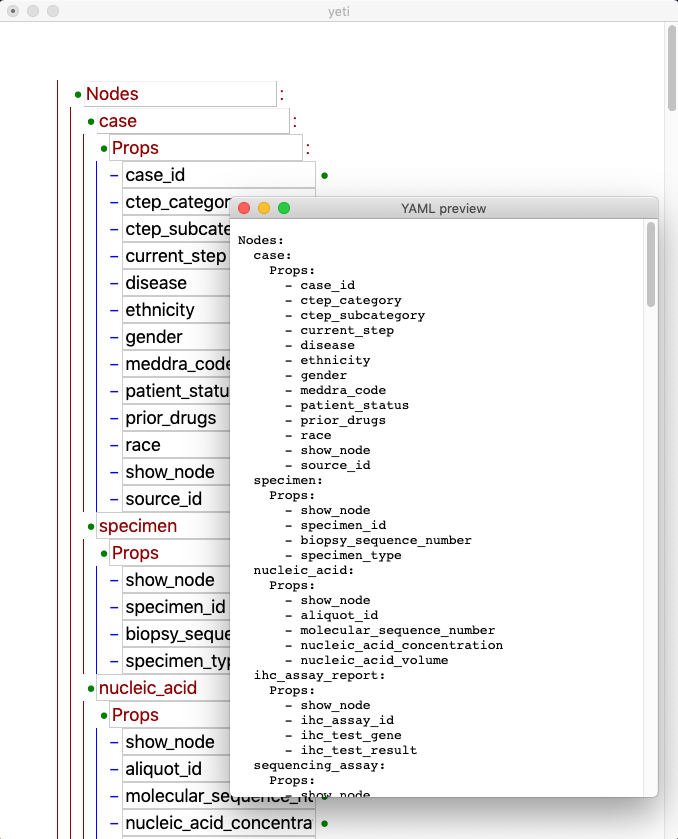 yeti
Nodes :
case :
Props :
– case_id
– ctep_categor
– ctep_subcate
– current_step
– disease
– ethnicity
– gender
– meddra_code
– patient_statu
– prior_drugs
– race
– show_node
– source_id
specimen
Props
– show_node
– specimen_id
– biopsy_seque
– specimen_typ
nucleic_acid
Props
– show_node
– aliquot_id
– molecular_sequence_n
– nucleic_acid_concentra
YAML preview
Nodes:
case:
Props:
- case_id
- ctep_category
- ctep_subcategory
- current_step
- disease
- ethnicity
- gender
- meddra_code
- patient_status
- prior_drugs
- race
- show_node
- source_id
specimen:
Props:
- show_node
- specimen_id
- biopsy_sequence_number
- specimen_type
nucleic_acid:
Props:
- show_node
- aliquot_id
- molecular_sequence_number
- nucleic_acid_concentration
- nucleic_acid_volume
ihc_assay_report:
Props:
- show_node
- ihc_assay_id
- ihc_test_gene
- ihc_test_result
sequencing_assay:
Props:
- show_node